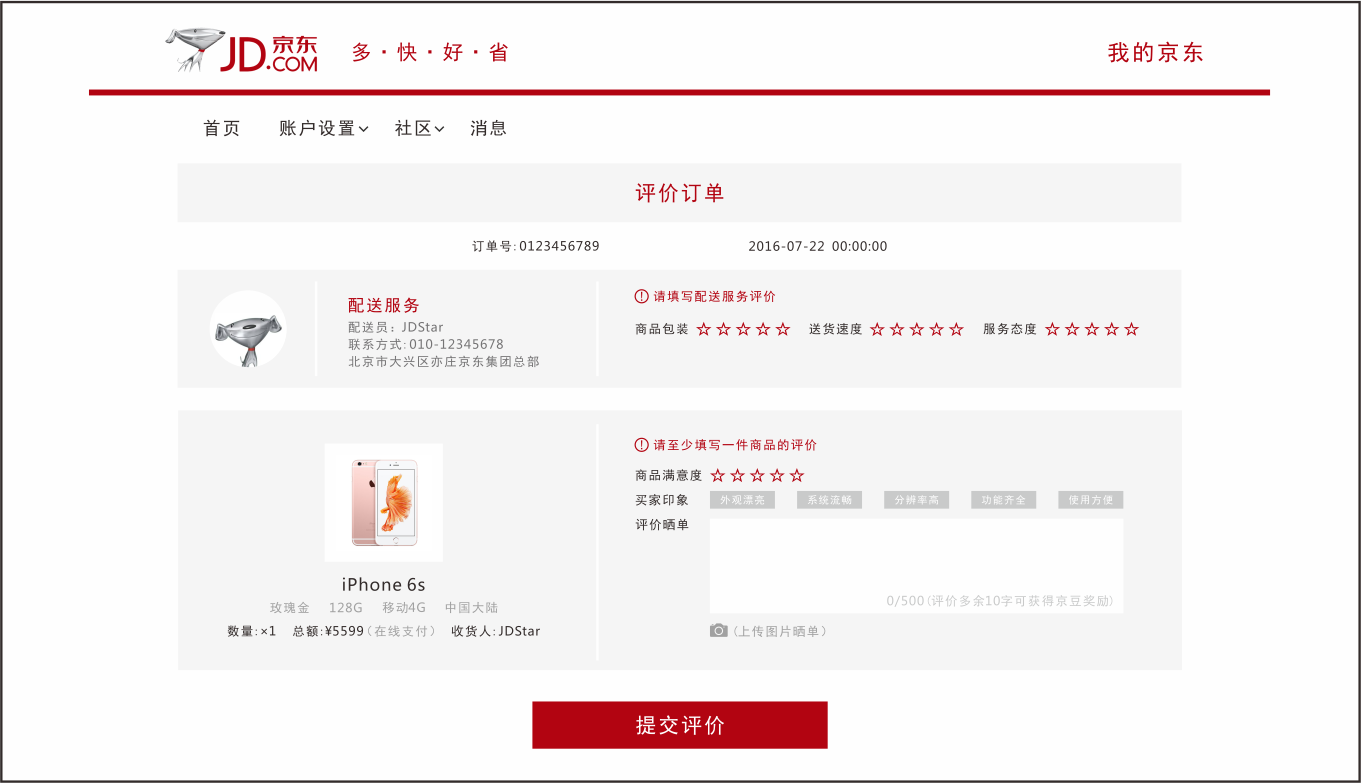 JD.COM 京东 多·快·好·省 我的京东
首页 账户设置 社区 消息
评价订单
订单号:0123456789 2016-07-22 00:00:00
配送服务
配送员：JDStar
联系方式:010-12345678
北京市大兴区亦庄京东集团总部
请填写配送服务评价
商品包装 ☆☆☆☆☆ 送货速度 ☆☆☆☆☆ 服务态度 ☆☆☆☆☆
iPhone 6s
玫瑰金 128G 移动4G 中国大陆
数量:×1 总额:¥5599(在线支付) 收货人:JDStar
请至少填写一件商品的评价
商品满意度 ☆☆☆☆☆
买家印象 外观漂亮 系统流畅 分辨率高 功能齐全 使用方便
评价晒单
0/500(评价多余10字可获得京豆奖励)
(上传图片晒单)
提交评价